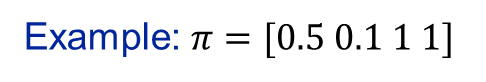 Example: 𝜋 = [0.5 0.1 1 1]